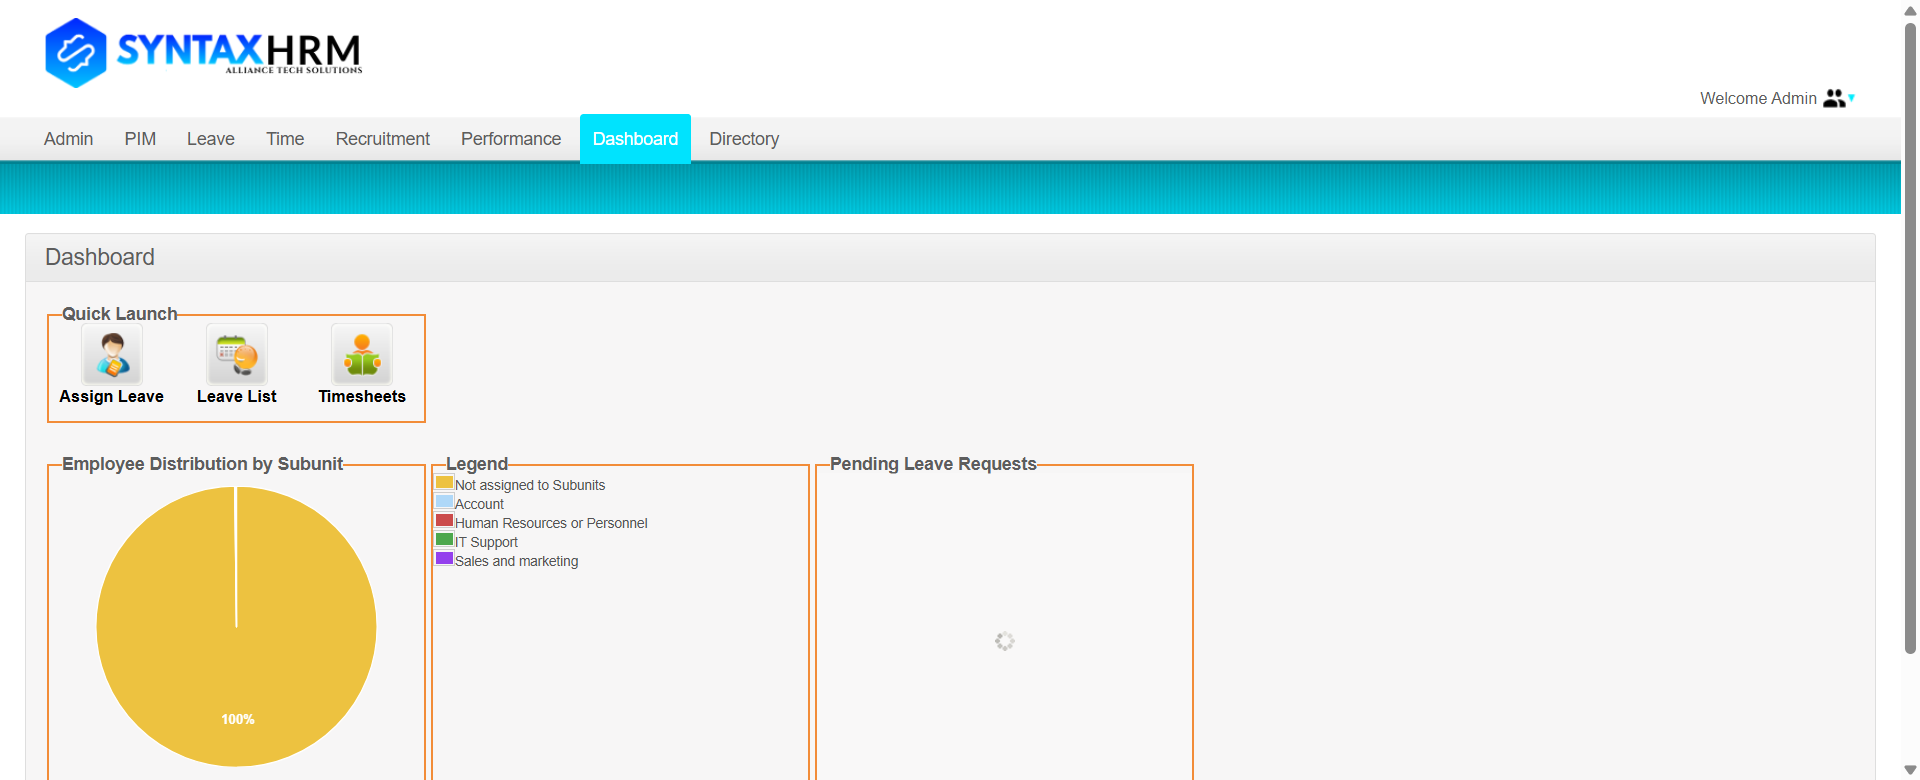 SYNTAXHRM
ALLIANCE TECH SOLUTIONS
Welcome Admin
Admin PIM Leave Time Recruitment Performance Dashboard Directory
Dashboard
Quick Launch
Assign Leave Leave List Timesheets
Employee Distribution by Subunit
100%
Legend
Not assigned to Subunits
Account
Human Resources or Personnel
IT Support
Sales and marketing
Pending Leave Requests